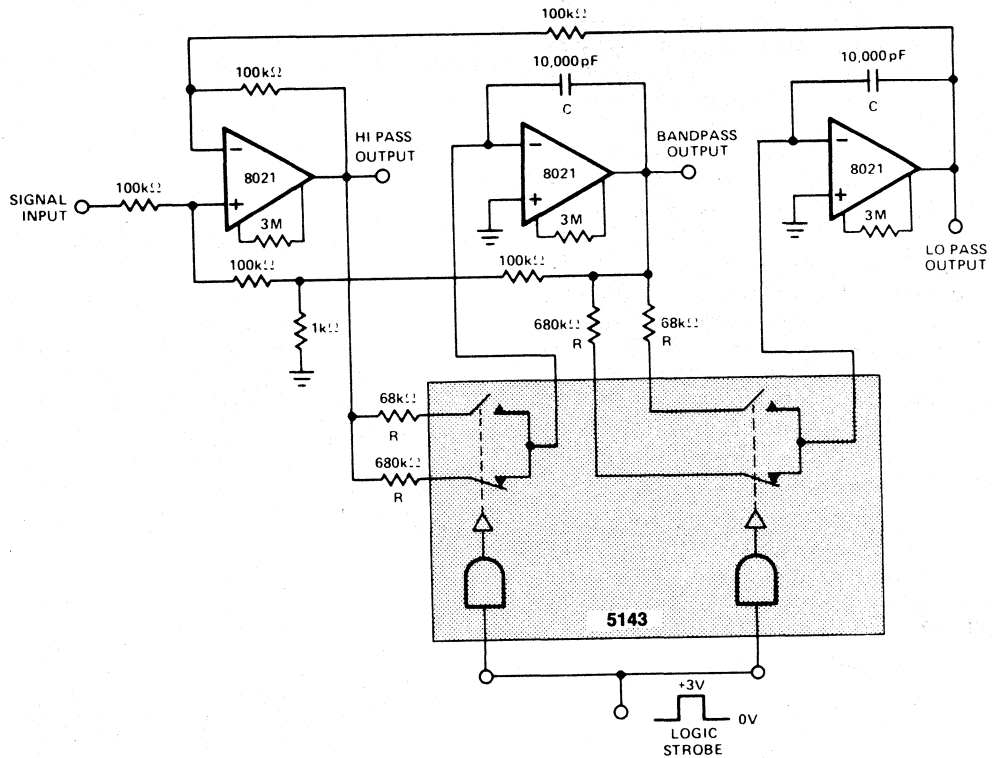 100kΩ
100kΩ
10,000pF
C
10,000pF
C
HI PASS
OUTPUT
BANDPASS
OUTPUT
−
8021
+
3M
−
8021
+
3M
−
8021
+
3M
SIGNAL
INPUT
100kΩ
LO PASS
OUTPUT
100kΩ
100kΩ
1kΩ
680kΩ
R
68kΩ
R
68kΩ
R
680kΩ
R
5143
+3V
0V
LOGIC
STROBE